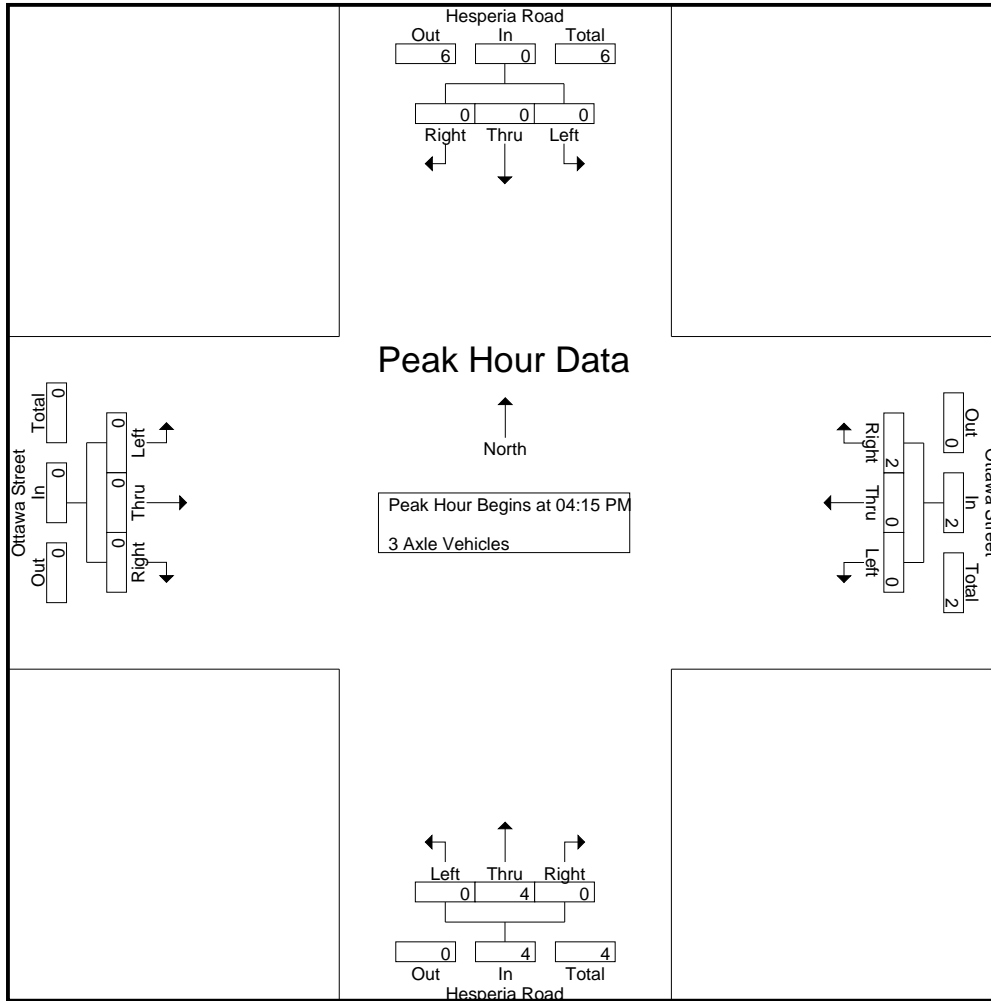 Hesperia Road
Out In Total
6 0 6
0 0 0
Right Thru Left
Peak Hour Data
North
Peak Hour Begins at 04:15 PM
3 Axle Vehicles
Ottawa Street
Total In Out
0 0 0
0 0 0
Left Thru Right
Ottawa Street
Out In Total
0 2 2
2 0 0
Right Thru Left
Left Thru Right
0 4 0
0 4 4
Out In Total
Hesperia Road